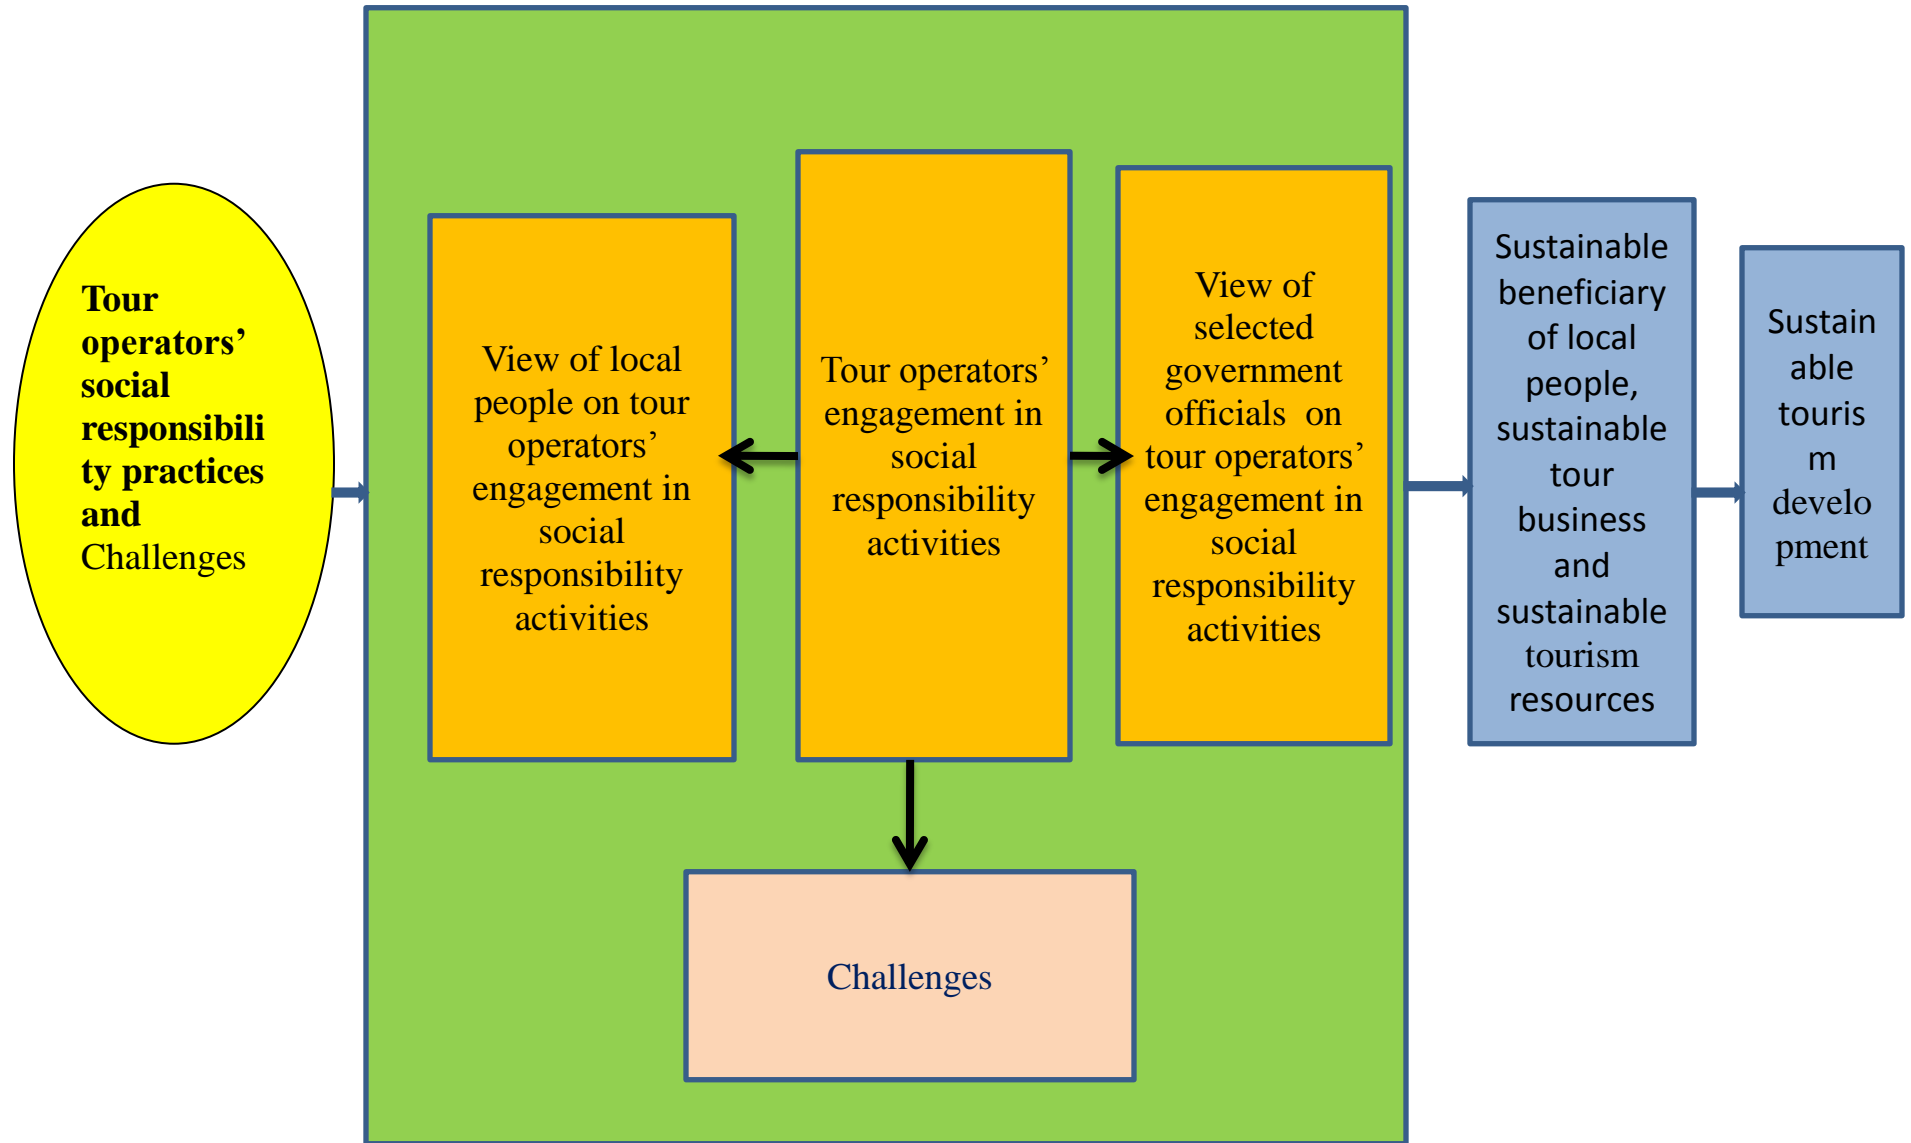 Tour
operators’
social
responsibili
ty practices
and
Challenges
View of local
people on tour
operators’
engagement in
social
responsibility
activities
Tour operators’
engagement in
social
responsibility
activities
View of
selected
government
officials  on
tour operators’
engagement in
social
responsibility
activities
Challenges
Sustainable
beneficiary
of local
people,
sustainable
tour
business
and
sustainable
tourism
resources
Sustain
able
touris
m
develo
pment